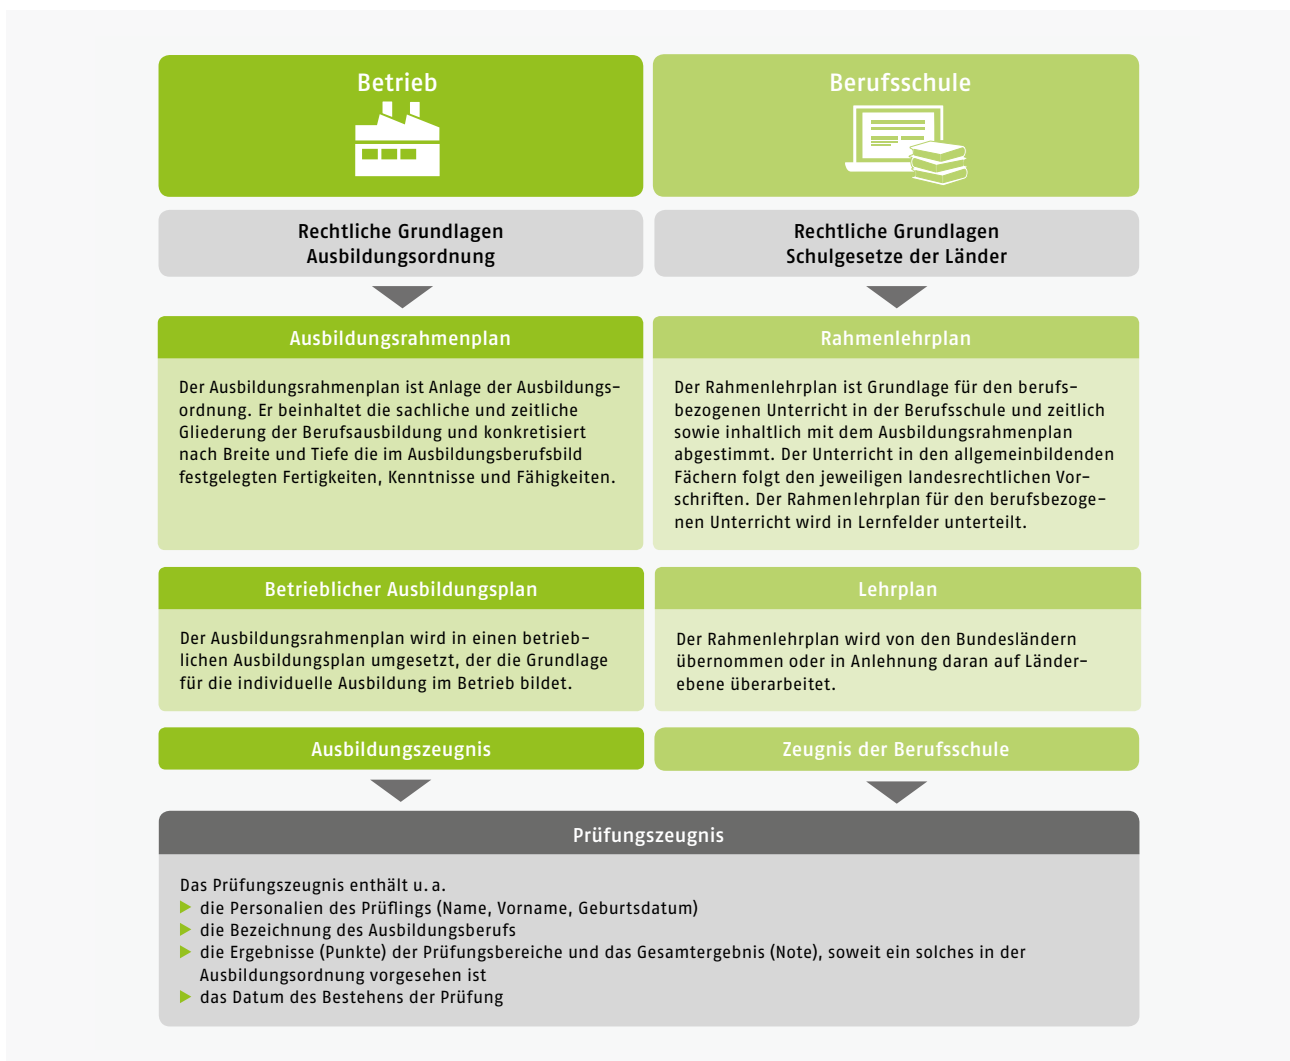 Betrieb
Berufsschule
Rechtliche Grundlagen
Ausbildungsordnung
Rechtliche Grundlagen
Schulgesetze der Länder
Ausbildungsrahmenplan
Der Ausbildungsrahmenplan ist Anlage der Ausbildungs-
ordnung. Er beinhaltet die sachliche und zeitliche
Gliederung der Berufsausbildung und konkretisiert
nach Breite und Tiefe die im Ausbildungsberufsbild
festgelegten Fertigkeiten, Kenntnisse und Fähigkeiten.
Rahmenlehrplan
Der Rahmenlehrplan ist Grundlage für den berufs-
bezogenen Unterricht in der Berufsschule und zeitlich
sowie inhaltlich mit dem Ausbildungsrahmenplan
abgestimmt. Der Unterricht in den allgemeinbildenden
Fächern folgt den jeweiligen landesrechtlichen Vor-
schriften. Der Rahmenlehrplan für den berufsbezoge-
nen Unterricht wird in Lernfelder unterteilt.
Betrieblicher Ausbildungsplan
Der Ausbildungsrahmenplan wird in einen betrieb-
lichen Ausbildungsplan umgesetzt, der die Grundlage
für die individuelle Ausbildung im Betrieb bildet.
Lehrplan
Der Rahmenlehrplan wird von den Bundesländern
übernommen oder in Anlehnung daran auf Länder-
ebene überarbeitet.
Ausbildungszeugnis
Zeugnis der Berufsschule
Prüfungszeugnis
Das Prüfungszeugnis enthält u. a.
▶ die Personalien des Prüflings (Name, Vorname, Geburtsdatum)
▶ die Bezeichnung des Ausbildungsberufs
▶ die Ergebnisse (Punkte) der Prüfungsbereiche und das Gesamtergebnis (Note), soweit ein solches in der
Ausbildungsordnung vorgesehen ist
▶ das Datum des Bestehens der Prüfung